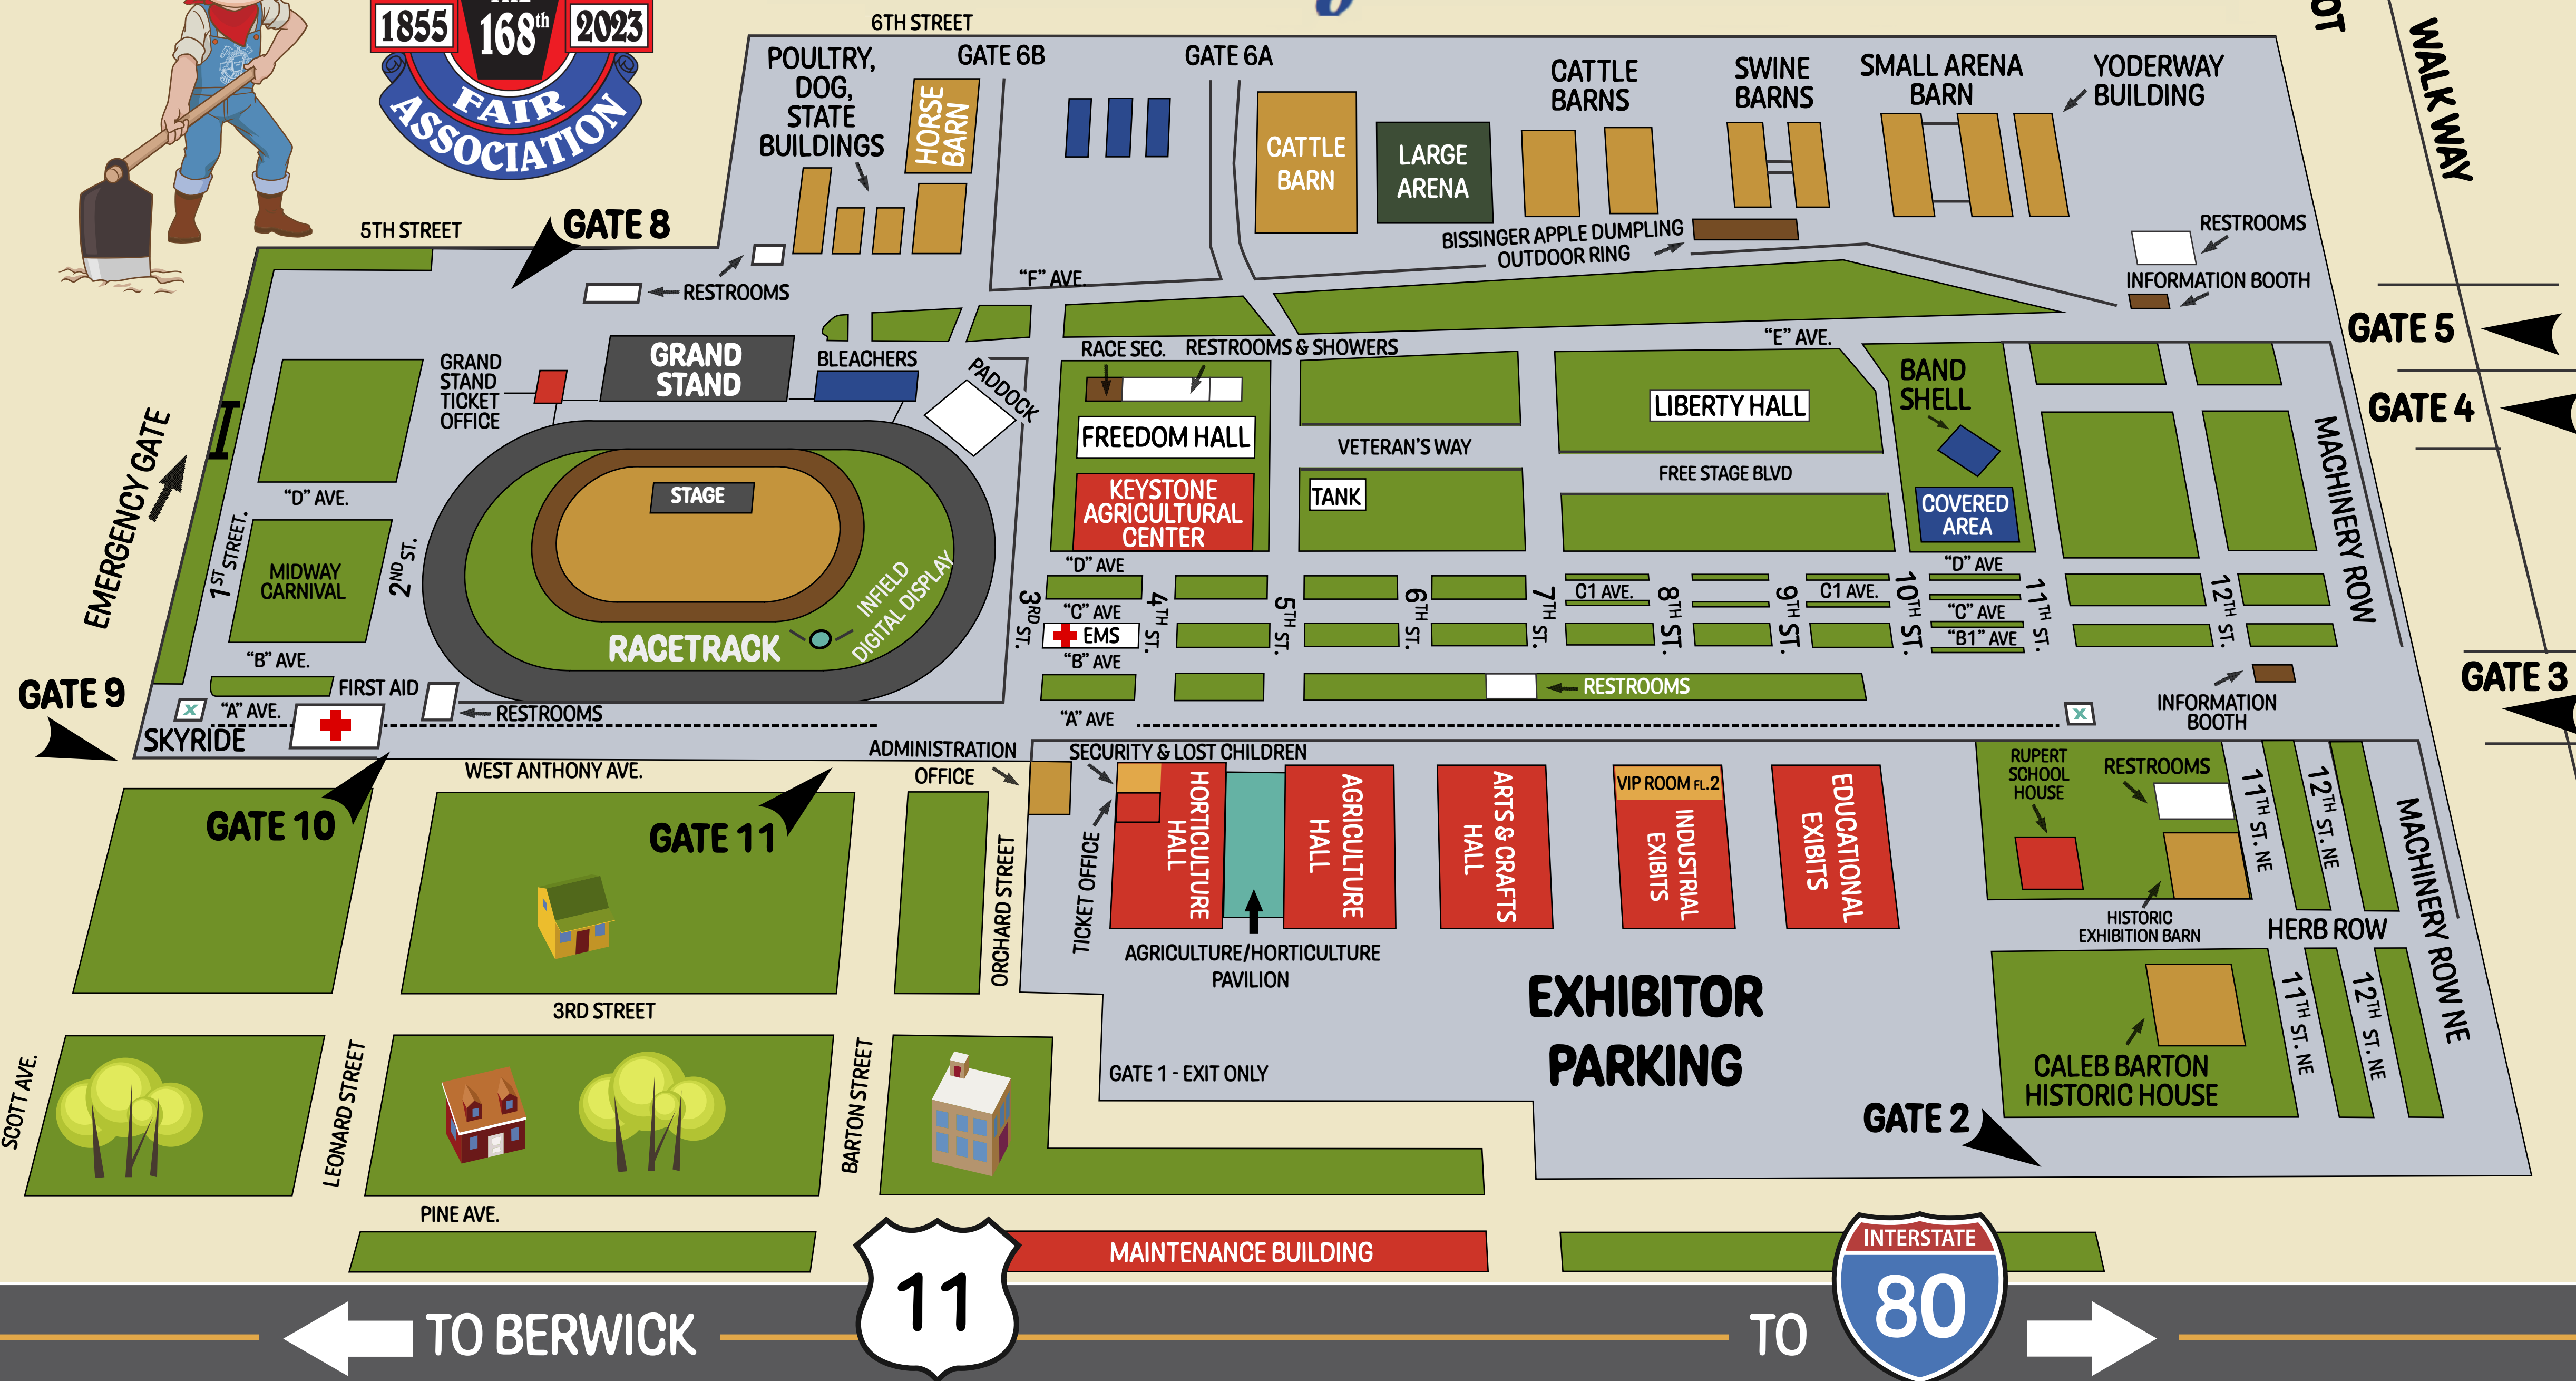 1855
168th
2023
FAIR
ASSOCIATION
6TH STREET
GATE 6B
GATE 6A
POULTRY,
DOG,
STATE
BUILDINGS
HORSE
BARN
CATTLE
BARN
LARGE
ARENA
CATTLE
BARNS
SWINE
BARNS
SMALL ARENA
BARN
YODERWAY
BUILDING
WALK WAY
5TH STREET
GATE 8
RESTROOMS
BISSINGER APPLE DUMPLING
OUTDOOR RING
RESTROOMS
INFORMATION BOOTH
"F" AVE.
GATE 5
GATE 4
GRAND
STAND
TICKET
OFFICE
GRAND
STAND
BLEACHERS
PADDOCK
RACE SEC.
RESTROOMS & SHOWERS
"E" AVE.
FREEDOM HALL
KEYSTONE
AGRICULTURAL
CENTER
VETERAN'S WAY
TANK
LIBERTY HALL
FREE STAGE BLVD
BAND
SHELL
COVERED
AREA
MACHINERY ROW
EMERGENCY GATE
I
"D" AVE.
1ST STREET.
MIDWAY
CARNIVAL
2ND ST.
STAGE
RACETRACK
INFIELD
DIGITAL DISPLAY
"D" AVE
"D" AVE
3RD ST.
4TH ST.
5TH ST.
6TH ST.
7TH ST.
8TH ST.
9TH ST.
10TH ST.
11TH ST.
12TH ST.
C1 AVE.
C1 AVE.
"C" AVE
"C" AVE
EMS
"B1" AVE
"B" AVE.
"B" AVE
GATE 9
FIRST AID
RESTROOMS
RESTROOMS
GATE 3
INFORMATION
BOOTH
X
"A" AVE.
"A" AVE
X
SKYRIDE
WEST ANTHONY AVE.
GATE 10
GATE 11
ADMINISTRATION
OFFICE
SECURITY & LOST CHILDREN
TICKET OFFICE
ORCHARD STREET
HORTICULTURE
HALL
AGRICULTURE
HALL
ARTS & CRAFTS
HALL
VIP ROOM FL.2
INDUSTRIAL
EXIBITS
EDUCATIONAL
EXIBITS
AGRICULTURE/HORTICULTURE
PAVILION
RUPERT
SCHOOL
HOUSE
RESTROOMS
HISTORIC
EXHIBITION BARN
11TH ST. NE
12TH ST. NE
HERB ROW
MACHINERY ROW NE
3RD STREET
EXHIBITOR
PARKING
GATE 1 - EXIT ONLY
CALEB BARTON
HISTORIC HOUSE
11TH ST. NE
12TH ST. NE
GATE 2
SCOTT AVE.
LEONARD STREET
BARTON STREET
PINE AVE.
MAINTENANCE BUILDING
TO BERWICK
11
TO
INTERSTATE
80